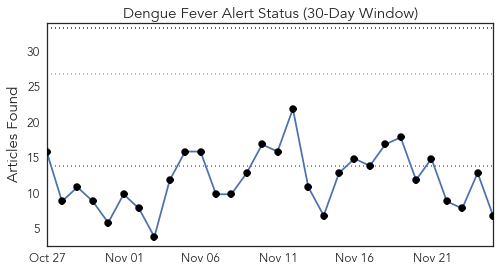 Dengue Fever Alert Status (30-Day Window)
Articles Found
30
25
20
15
10
5
Oct 27 Nov 01 Nov 06 Nov 11 Nov 16 Nov 21